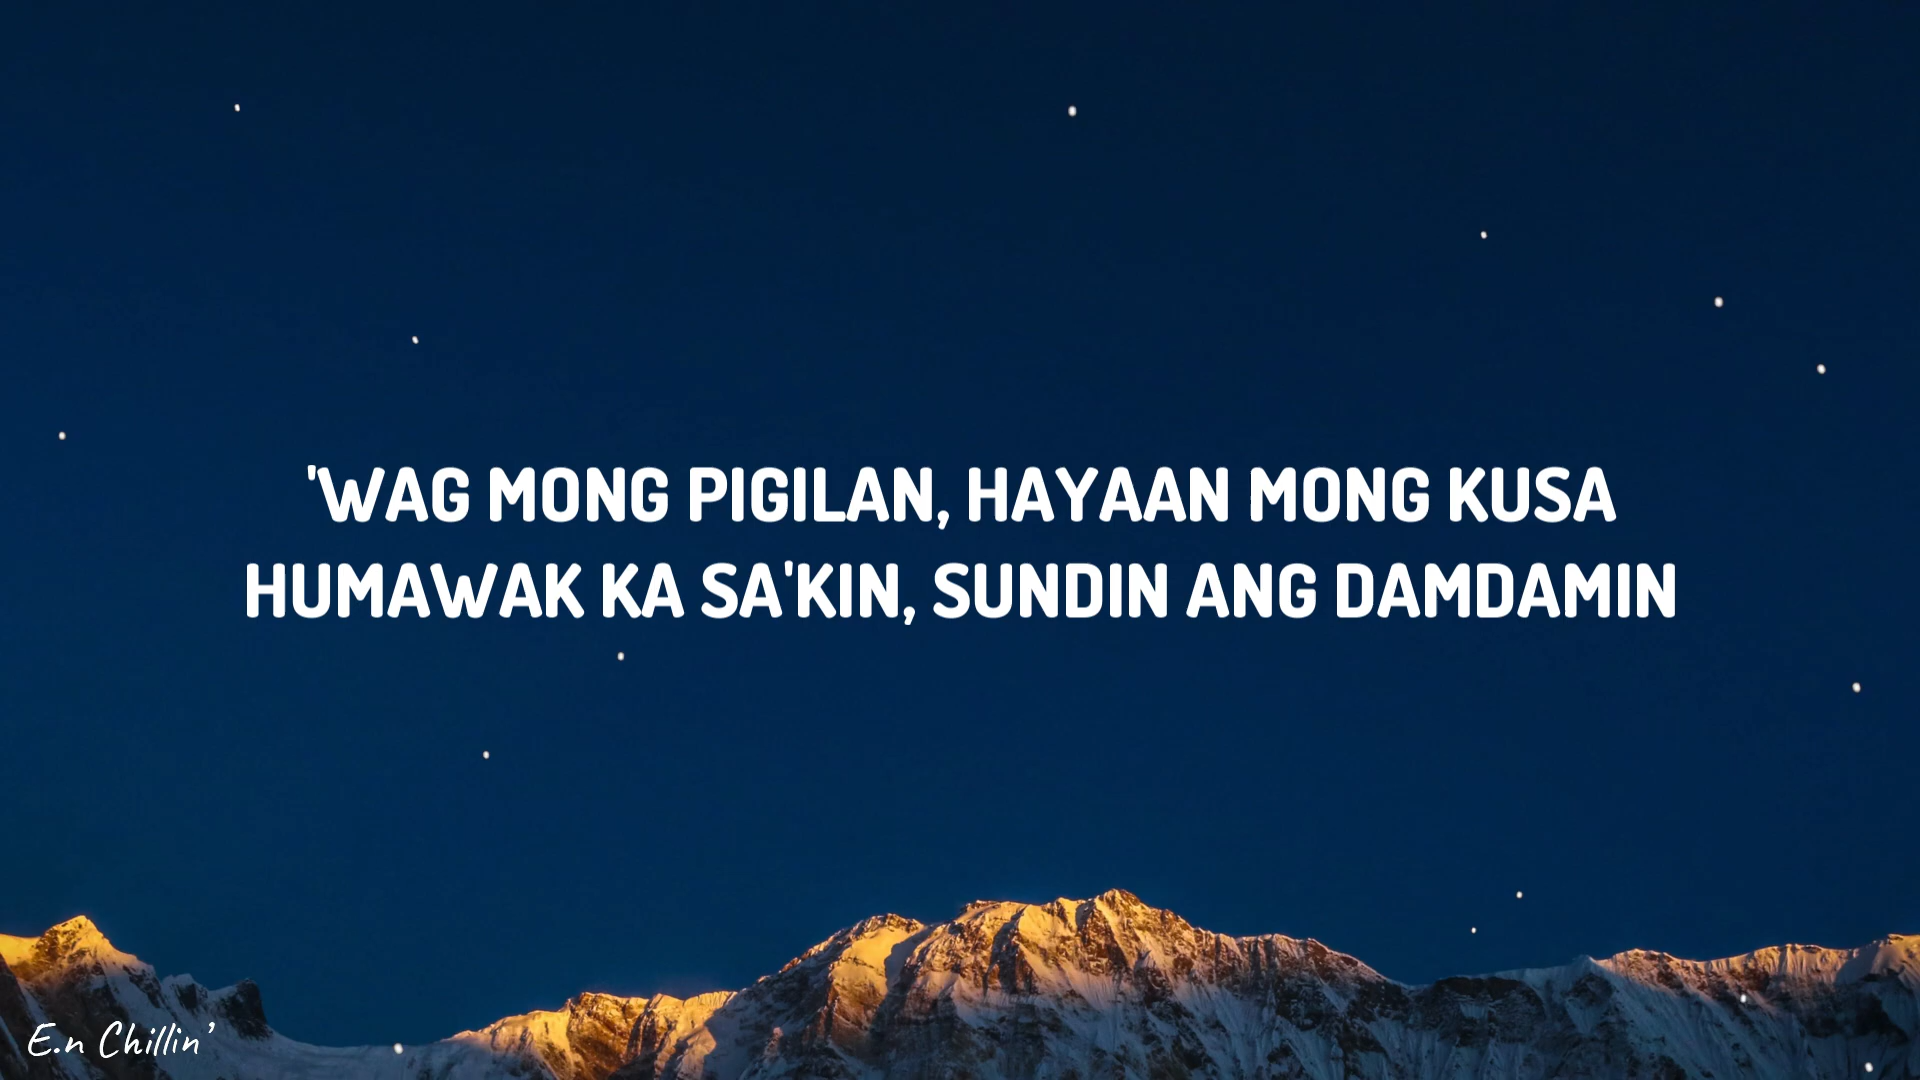 'WAG MONG PIGILAN, HAYAAN MONG KUSA
HUMAWAK KA SA'KIN, SUNDIN ANG DAMDAMIN
E.n Chillin'